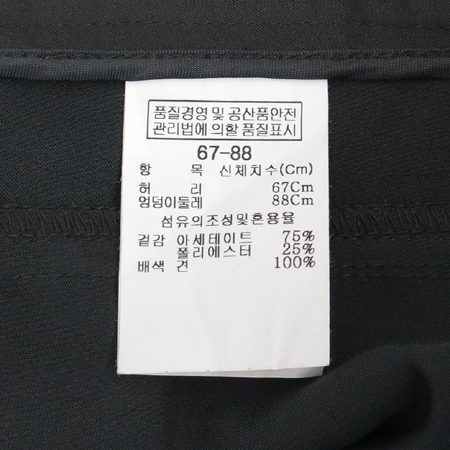 품질경영 및 공산품안전
관리법에 의할 품질표시
67-88
항 목 신체치수(Cm)
허 리 67Cm
엉덩이둘레 88Cm
섬유의조성및혼용율
겉감 아세테이트 75%
폴리에스터 25%
배색 견 100%